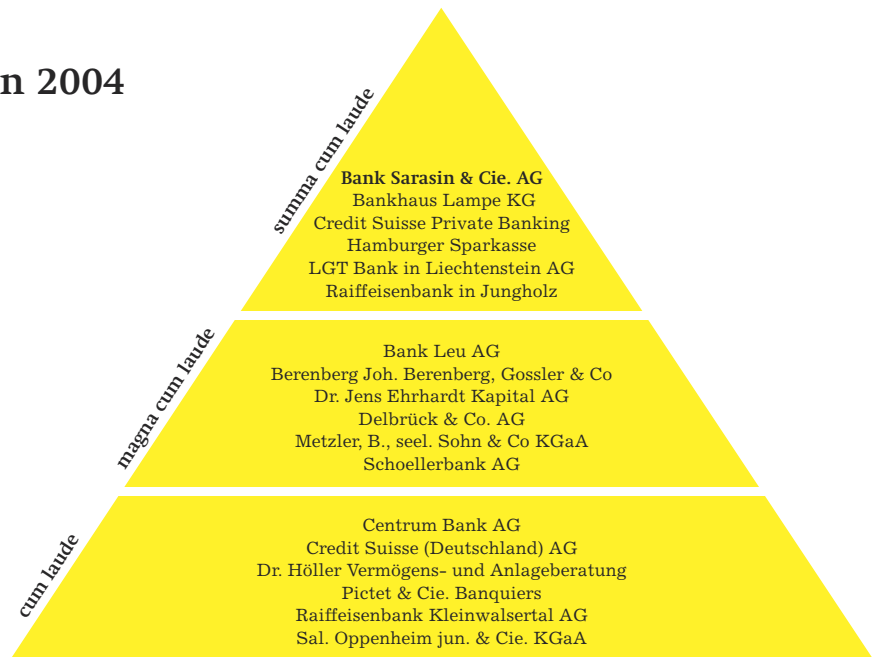 n 2004
summa cum laude
Bank Sarasin & Cie. AG
Bankhaus Lampe KG
Credit Suisse Private Banking
Hamburger Sparkasse
LGT Bank in Liechtenstein AG
Raiffeisenbank in Jungholz
magna cum laude
Bank Leu AG
Berenberg Joh. Berenberg, Gossler & Co
Dr. Jens Ehrhardt Kapital AG
Delbrück & Co. AG
Metzler, B., seel. Sohn & Co KGaA
Schoellerbank AG
cum laude
Centrum Bank AG
Credit Suisse (Deutschland) AG
Dr. Höller Vermögens- und Anlageberatung
Pictet & Cie. Banquiers
Raiffeisenbank Kleinwalsertal AG
Sal. Oppenheim jun. & Cie. KGaA